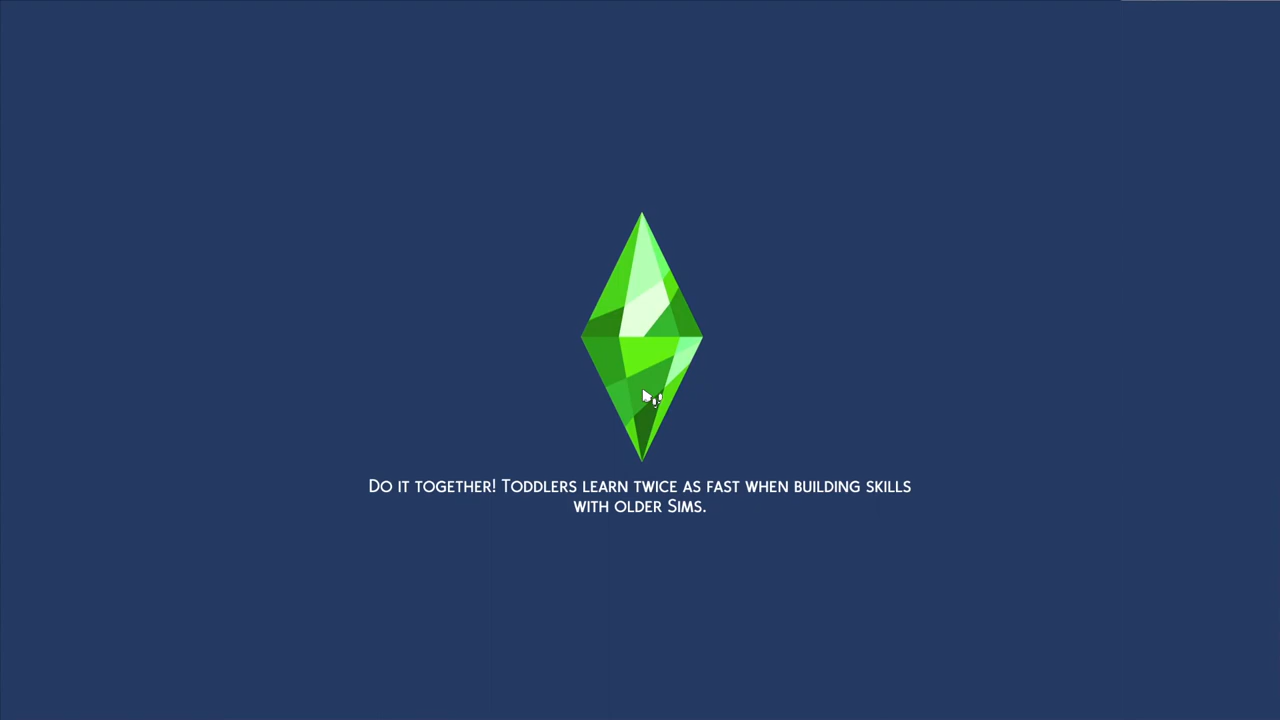 Do it together! Toddlers learn twice as fast when building skills
with older Sims.